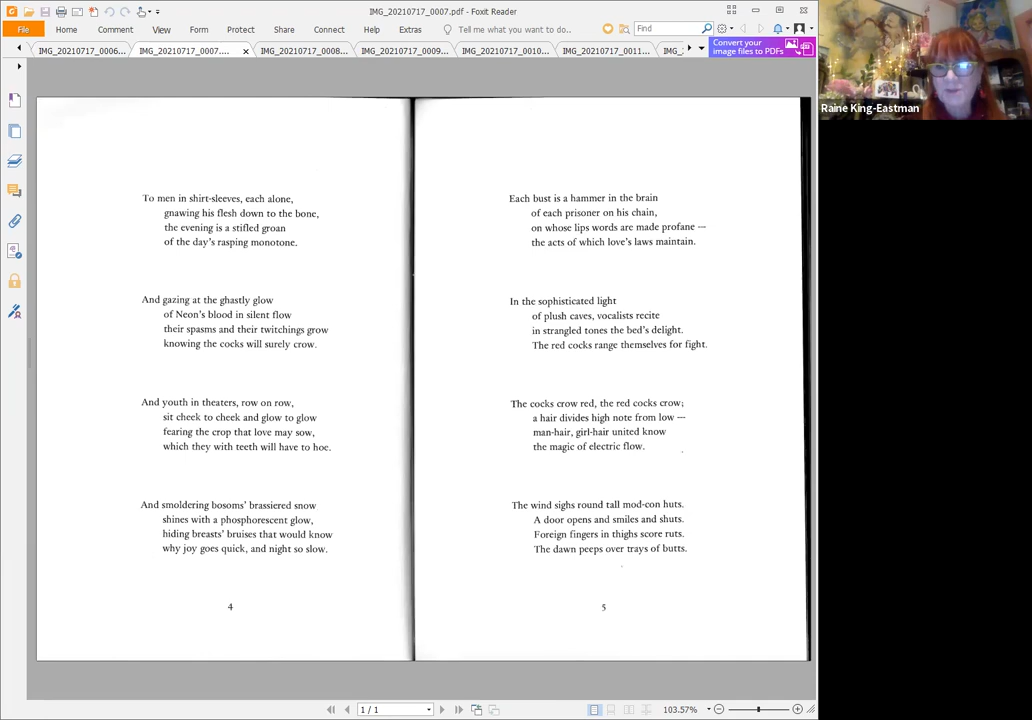 IMG_20210717_0007.pdf - Foxit Reader
File Home Convert Edit Comment View Form Protect Share Connect Help Extras Tell me what you want to do.. Find
IMG_20210717_0006... IMG_20210717_0007.... IMG_20210717_0008... IMG_20210717_0009... IMG_20210717_0010... IMG_20210717_0011... IMG_
Convert your
image files to PDFs
Raine King-Eastman
To men in shirt-sleeves, each alone,
gnawing his flesh down to the bone,
the evening is a stifled groan
of the day's rasping monotone.
And gazing at the ghastly glow
of Neon's blood in silent flow
their spasms and their twitchings grow
knowing the cocks will surely crow.
And youth in theaters, row on row,
sit cheek to cheek and glow to glow
fearing the crop that love may sow,
which they with teeth will have to hoe.
And smoldering bosoms' brassiered snow
shines with a phosphorescent glow,
hiding breasts' bruises that would know
why joy goes quick, and night so slow.
4
Each bust is a hammer in the brain
of each prisoner on his chain,
on whose lips words are made profane —
the acts of which love's laws maintain.
In the sophisticated light
of plush caves, vocalists recite
in strangled tones the bed's delight.
The red cocks range themselves for fight.
The cocks crow red, the red cocks crow;
a hair divides high note from low —
man-hair, girl-hair united know
the magic of electric flow.
The wind sighs round tall mod-con huts.
A door opens and smiles and shuts.
Foreign fingers in thighs score ruts.
The dawn peeps over trays of butts.
5
1 / 1
103.57%